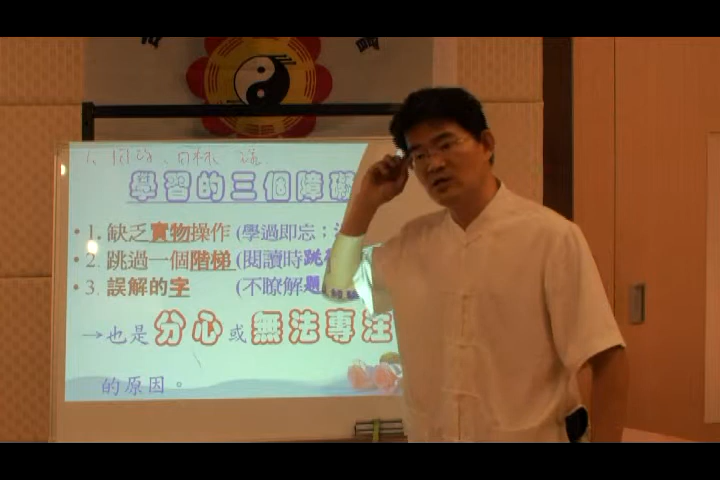 學習的三個障礙
• 1. 缺乏實物操作 (學過即忘；
• 2. 跳過一個階梯 (閱讀時跳
• 3. 誤解的字 (不瞭解題
→也是分心或無法專注
的原因。